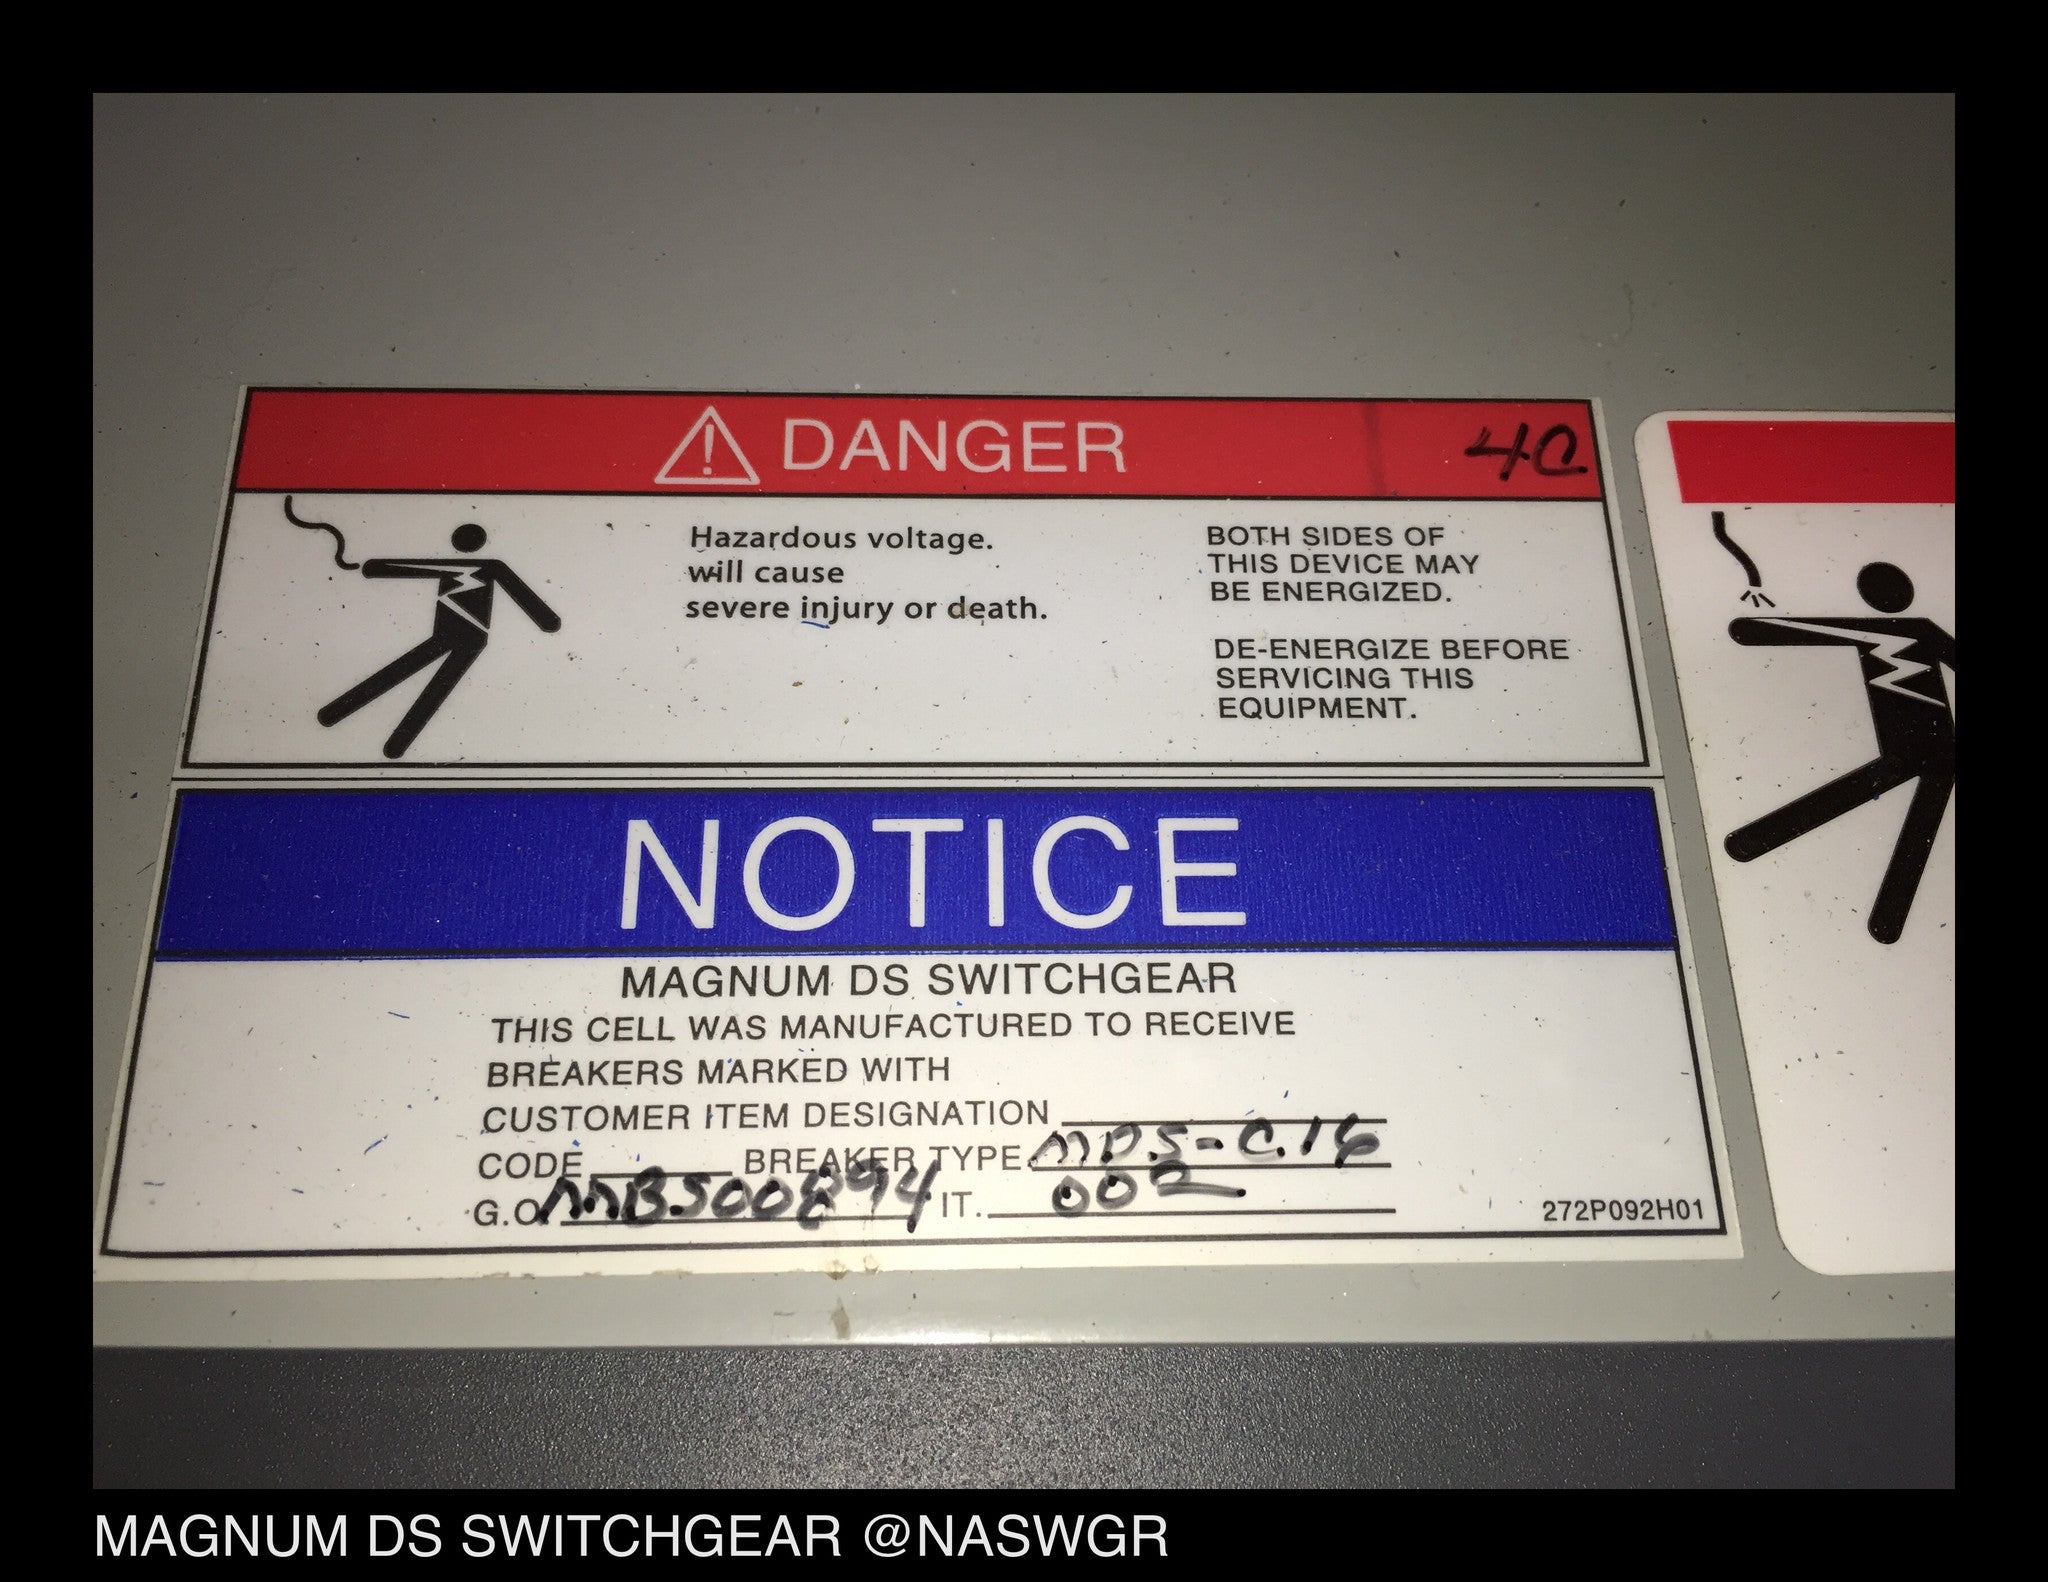 DANGER 4C
Hazardous voltage.
will cause
severe injury or death.
BOTH SIDES OF
THIS DEVICE MAY
BE ENERGIZED.
DE-ENERGIZE BEFORE
SERVICING THIS
EQUIPMENT.
NOTICE
MAGNUM DS SWITCHGEAR
THIS CELL WAS MANUFACTURED TO RECEIVE
BREAKERS MARKED WITH
CUSTOMER ITEM DESIGNATION
CODE BREAKER TYPE MDS-C16
G.O. MBS00894 IT. 002
272P092H01
MAGNUM DS SWITCHGEAR @NASWGR